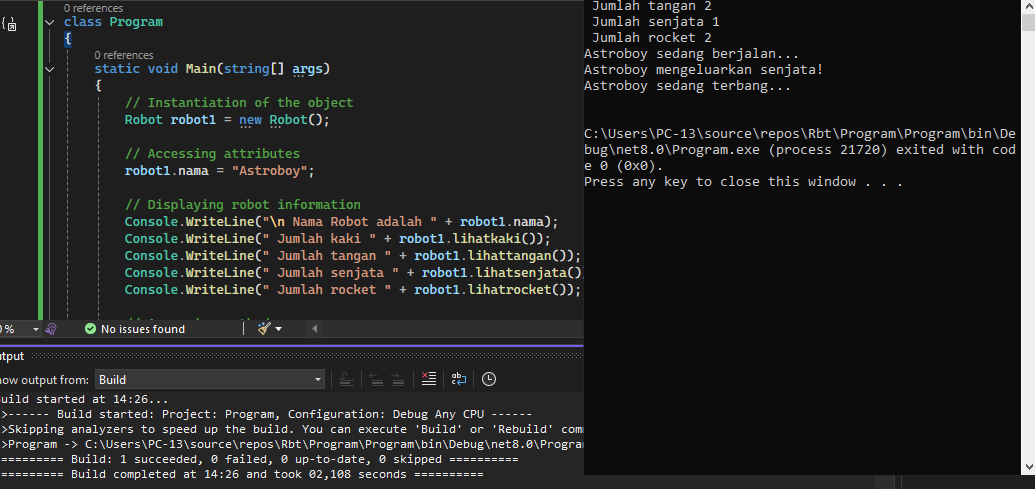 0 references
class Program
{
0 references
static void Main(string[] args)
{
// Instantiation of the object
Robot robot1 = new Robot();
// Accessing attributes
robot1.nama = "Astroboy";
// Displaying robot information
Console.WriteLine("\n Nama Robot adalah " + robot1.nama);
Console.WriteLine(" Jumlah kaki " + robot1.lihatkaki());
Console.WriteLine(" Jumlah tangan " + robot1.lihattangan());
Console.WriteLine(" Jumlah senjata " + robot1.lihatsenjata()
Console.WriteLine(" Jumlah rocket " + robot1.lihatrocket());
0 %
No issues found
utput
how output from:
Build
uild started at 14:26...
>------ Build started: Project: Program, Configuration: Debug Any CPU ------
>Skipping analyzers to speed up the build. You can execute 'Build' or 'Rebuild' com
>Program -> C:\Users\PC-13\source\repos\Rbt\Program\Program\bin\Debug\net8.0\Progra
========== Build: 1 succeeded, 0 failed, 0 up-to-date, 0 skipped ==========
========== Build completed at 14:26 and took 02,108 seconds ==========
Jumlah tangan 2
Jumlah senjata 1
Jumlah rocket 2
Astroboy sedang berjalan...
Astroboy mengeluarkan senjata!
Astroboy sedang terbang...
C:\Users\PC-13\source\repos\Rbt\Program\Program\bin\De
bug\net8.0\Program.exe (process 21720) exited with cod
e 0 (0x0).
Press any key to close this window . . .